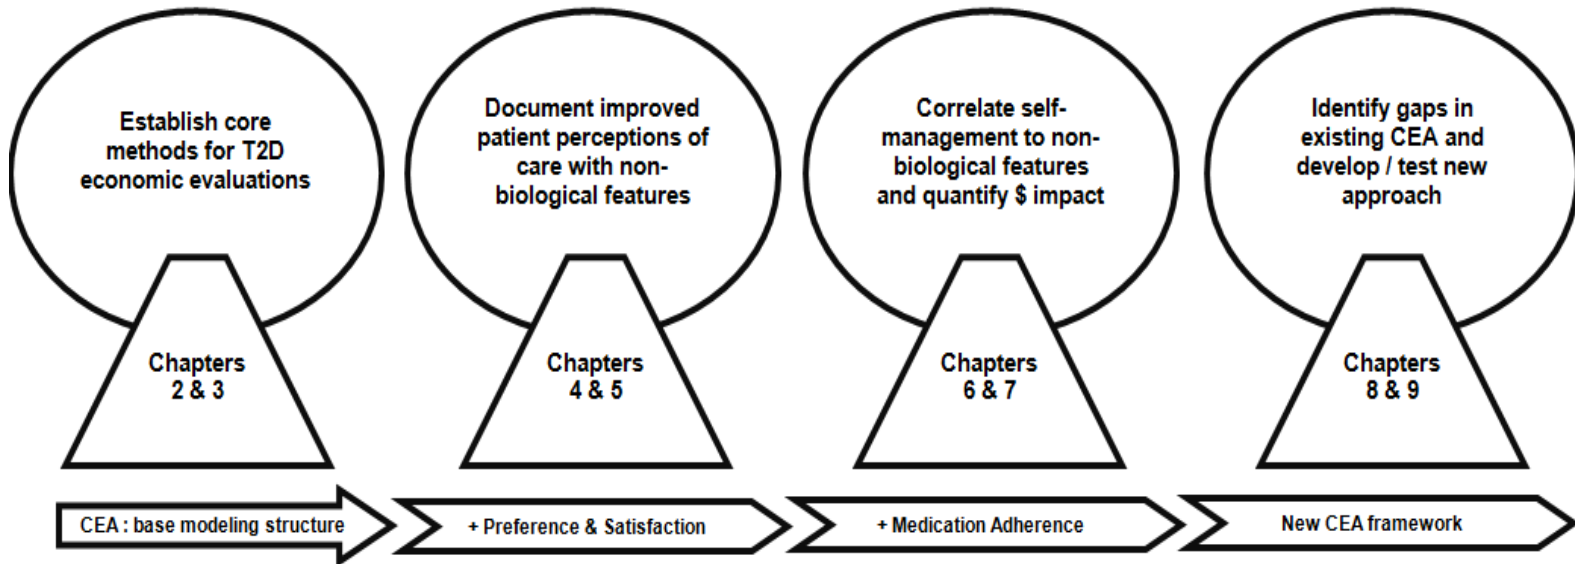 Establish core
methods for T2D
economic evaluations
Document improved
patient perceptions of
care with non-
biological features
Correlate self-
management to non-
biological features
and quantify $ impact
Identify gaps in
existing CEA and
develop / test new
approach
Chapters
2 & 3
Chapters
4 & 5
Chapters
6 & 7
Chapters
8 & 9
CEA : base modeling structure
+ Preference & Satisfaction
+ Medication Adherence
New CEA framework